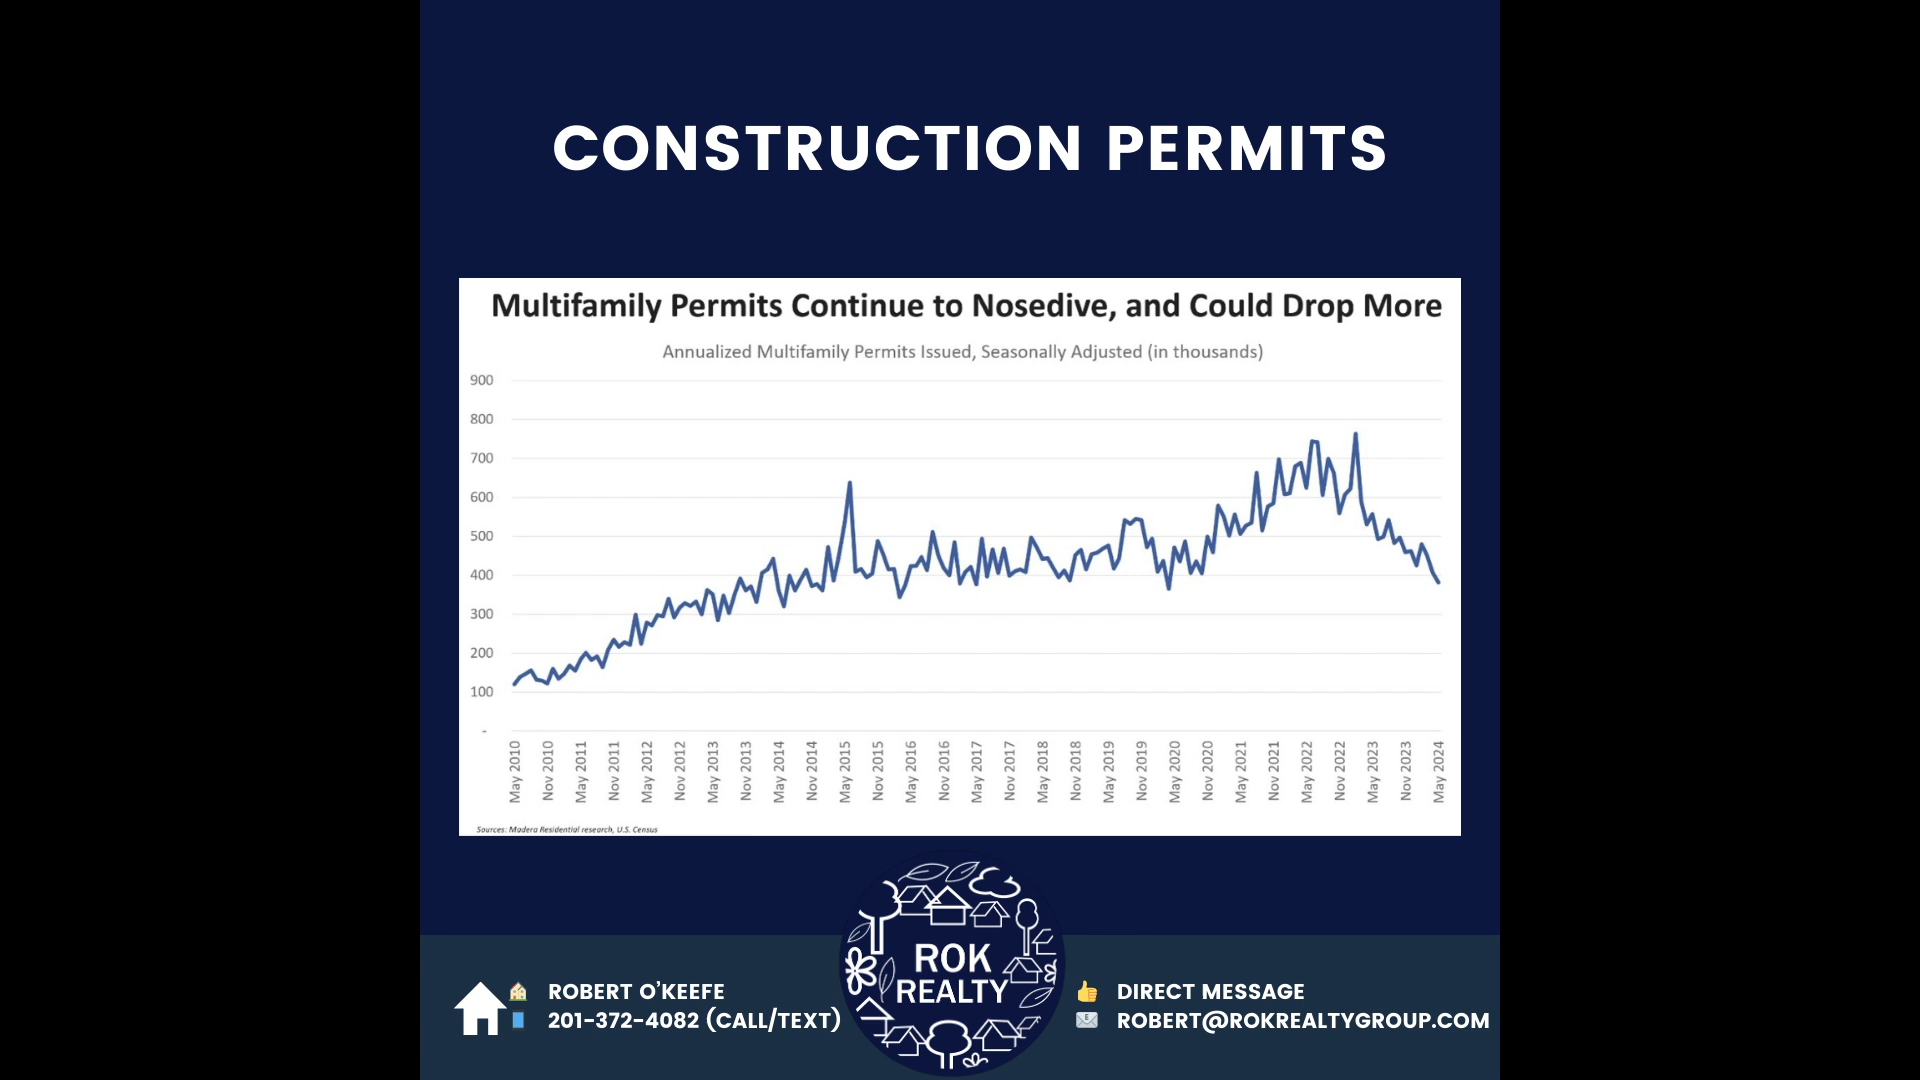 CONSTRUCTION PERMITS
Multifamily Permits Continue to Nosedive, and Could Drop More
Annualized Multifamily Permits Issued, Seasonally Adjusted (in thousands)
900
800
700
600
500
400
300
200
100
-
May 2010
Nov 2010
May 2011
Nov 2011
May 2012
Nov 2012
May 2013
Nov 2013
May 2014
Nov 2014
May 2015
Nov 2015
May 2016
Nov 2016
May 2017
Nov 2017
May 2018
Nov 2018
May 2019
Nov 2019
May 2020
Nov 2020
May 2021
Nov 2021
May 2022
Nov 2022
May 2023
Nov 2023
May 2024
Sources: Madera Residential research, U.S. Census
ROK
REALTY
ROBERT O'KEEFE
201-372-4082 (CALL/TEXT)
DIRECT MESSAGE
ROBERT@ROKREALTYGROUP.COM